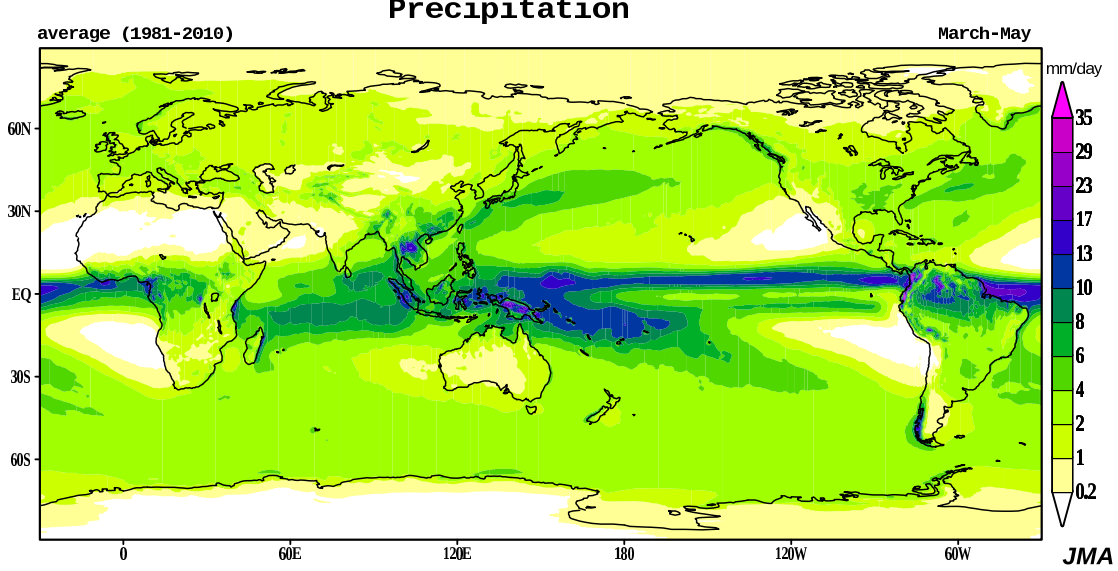 Precipitation
average (1981-2010)
March-May
mm/day
35
29
23
17
13
10
8
6
4
2
1
0.2
60N
30N
EQ
30S
60S
0
60E
120E
180
120W
60W
JMA